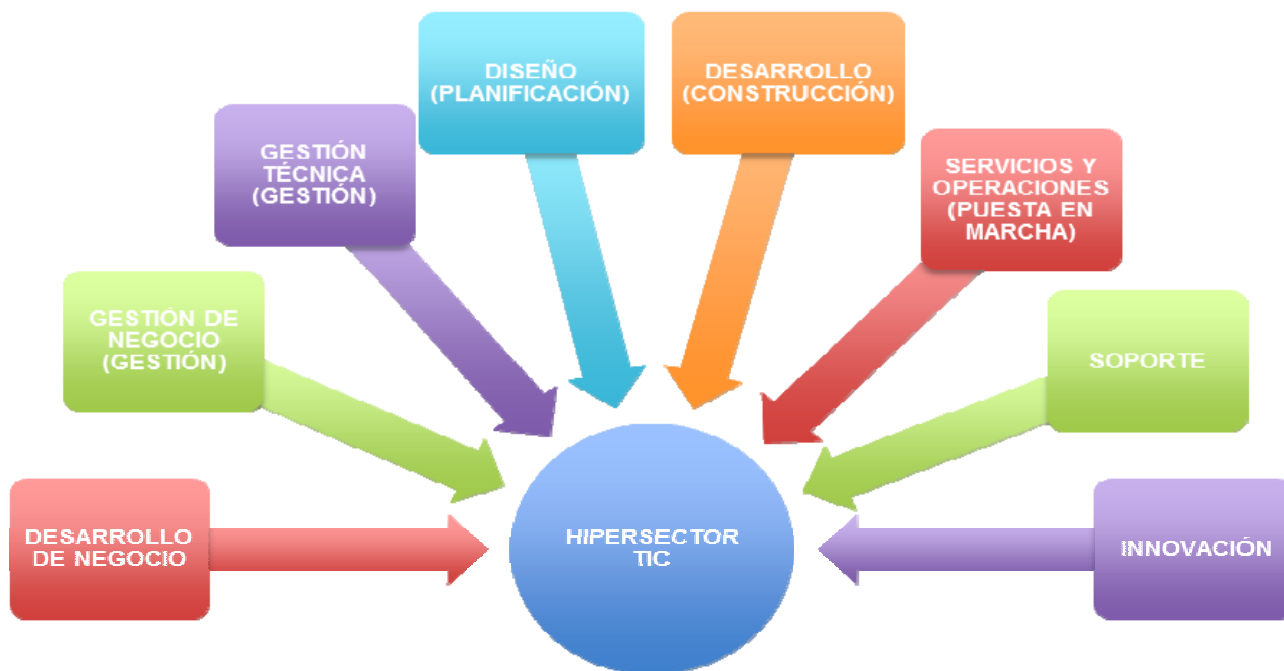 DISEÑO
(PLANIFICACIÓN)
DESARROLLO
(CONSTRUCCIÓN)
GESTIÓN
TÉCNICA
(GESTIÓN)
SERVICIOS Y
OPERACIONES
(PUESTA EN
MARCHA)
GESTIÓN DE
NEGOCIO
(GESTIÓN)
SOPORTE
DESARROLLO
DE NEGOCIO
HIPERSECTOR
TIC
INNOVACIÓN